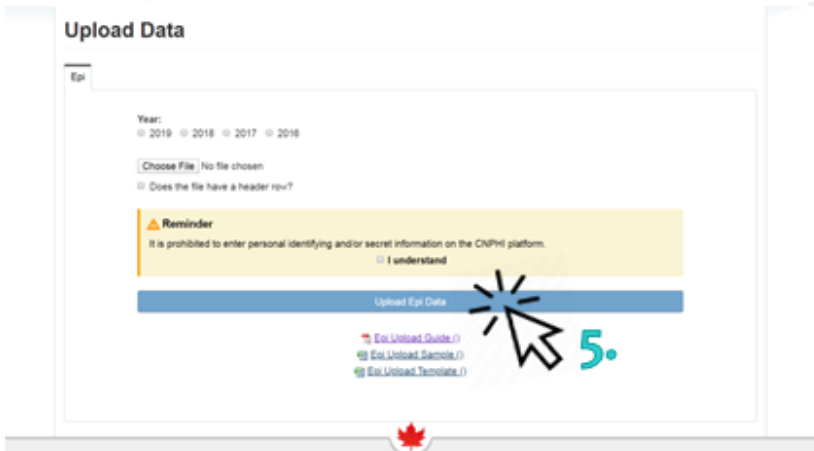 Upload Data
Epi
Year:
2019 2018 2017 2016
Choose File No file chosen
Does the file have a header row?
Reminder
It is prohibited to enter personal identifying and/or secret information on the CNPHI platform.
I understand
Upload Epi Data
Epi Upload Guide ()
Epi Upload Sample ()
Epi Upload Template ()
5.